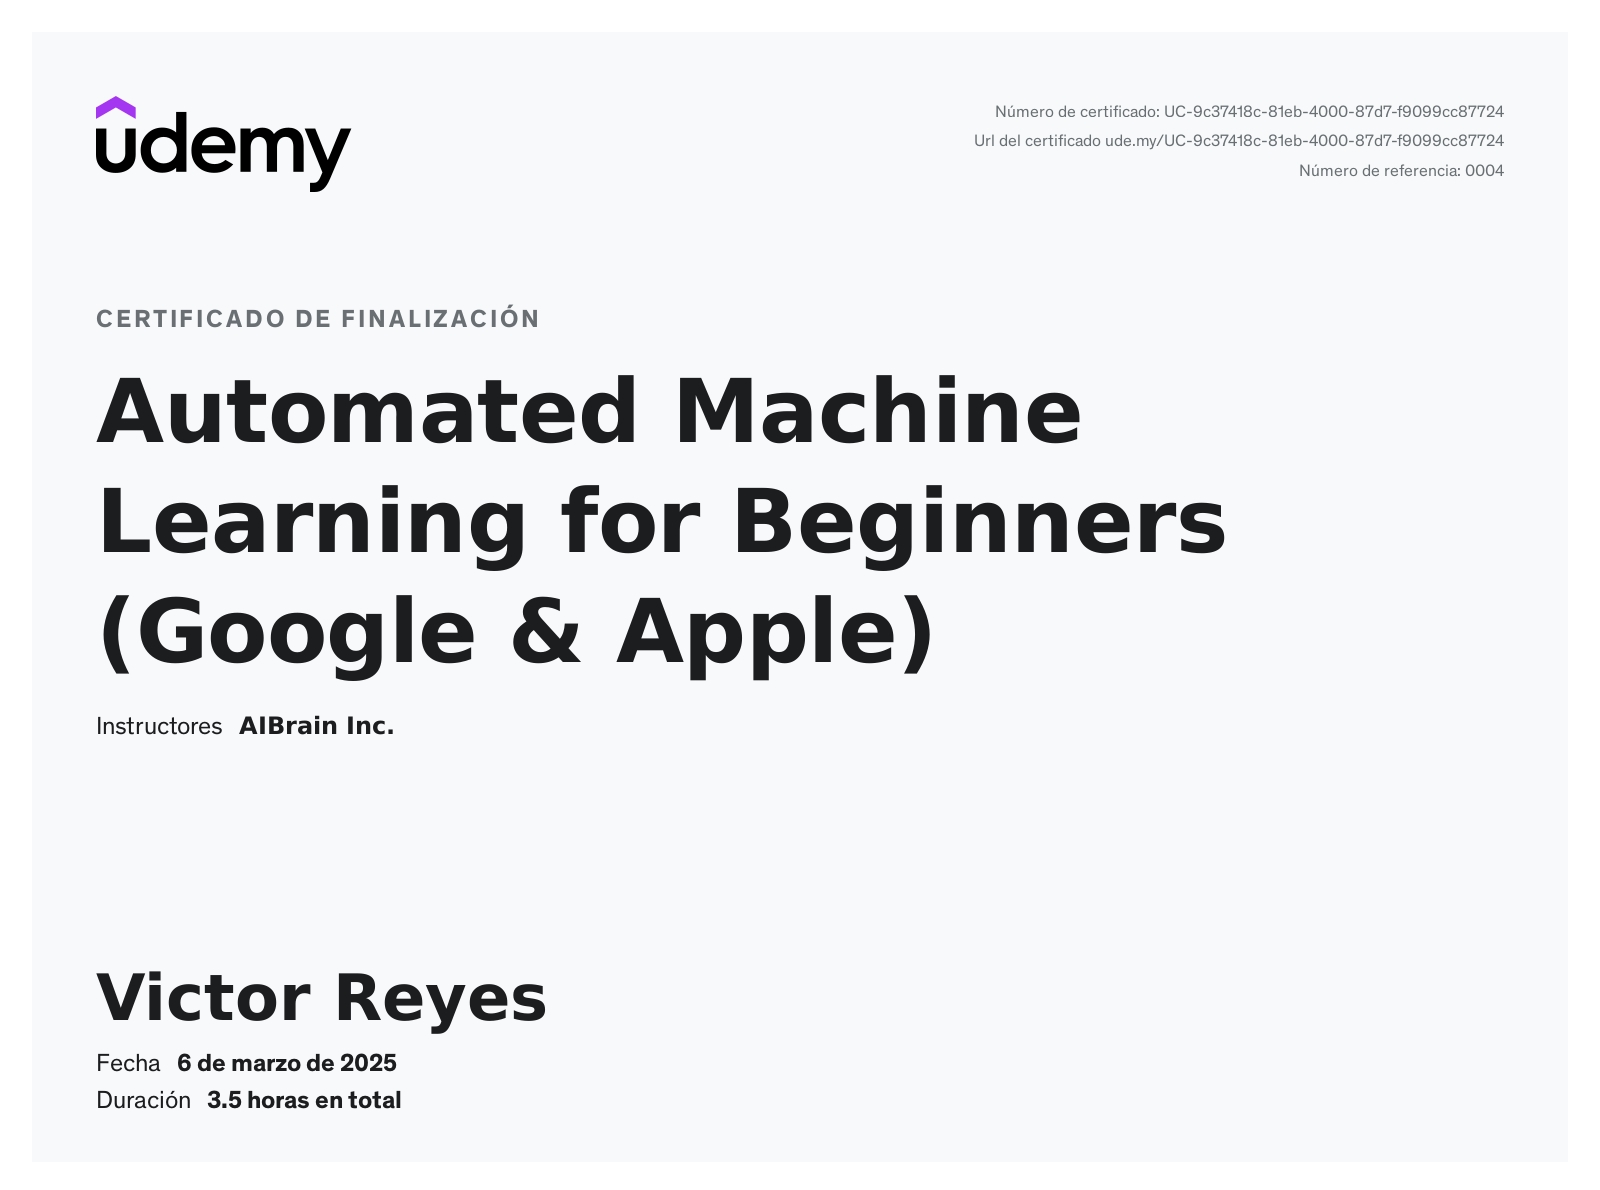 udemy
Número de certificado: UC-9c37418c-81eb-4000-87d7-f9099cc87724
Url del certificado ude.my/UC-9c37418c-81eb-4000-87d7-f9099cc87724
Número de referencia: 0004
CERTIFICADO DE FINALIZACIÓN
Automated Machine
Learning for Beginners
(Google & Apple)
Instructores AIBrain Inc.
Victor Reyes
Fecha 6 de marzo de 2025
Duración 3.5 horas en total